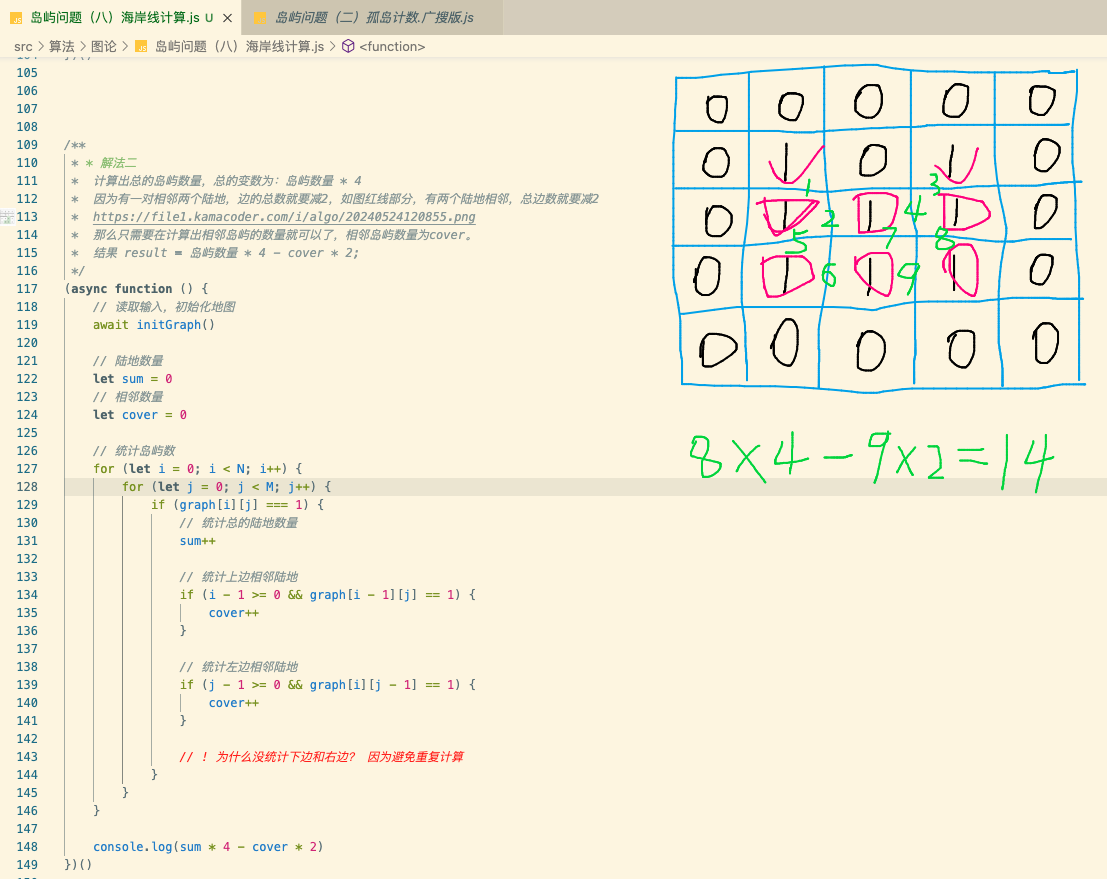 JS 岛屿问题（八）海岸线计算.js U ×
JS 岛屿问题（二）孤岛计数.广搜版.js
src > 算法 > 图论 > JS 岛屿问题（八）海岸线计算.js > <function>
105
106
107
108
109 /**
110 * * 解法二
111 * 计算出总的岛屿数量，总的变数为：岛屿数量 * 4
112 * 因为有一对相邻两个陆地，边的总数就要减2，如图红线部分，有两个陆地相邻，总边数就要减2
113 * https://file1.kamacoder.com/i/algo/20240524120855.png
114 * 那么只需要在计算出相邻岛屿的数量就可以了，相邻岛屿数量为cover。
115 * 结果 result = 岛屿数量 * 4 - cover * 2;
116 */
117 (async function () {
118 // 读取输入，初始化地图
119 await initGraph()
120
121 // 陆地数量
122 let sum = 0
123 // 相邻数量
124 let cover = 0
125
126 // 统计岛屿数
127 for (let i = 0; i < N; i++) {
128 for (let j = 0; j < M; j++) {
129 if (graph[i][j] === 1) {
130 // 统计总的陆地数量
131 sum++
132
133 // 统计上边相邻陆地
134 if (i - 1 >= 0 && graph[i - 1][j] == 1) {
135 cover++
136 }
137
138 // 统计左边相邻陆地
139 if (j - 1 >= 0 && graph[i][j - 1] == 1) {
140 cover++
141 }
142
143 // ! 为什么没统计下边和右边？ 因为避免重复计算
144 }
145 }
146 }
147
148 console.log(sum * 4 - cover * 2)
149 })()
0 0 0 0 0
0 1 0 1 0
1 3
0 1 2 1 4 1 0
5 7 8
0 1 6 1 9 1 0
0 0 0 0 0
8×4-9×2=14